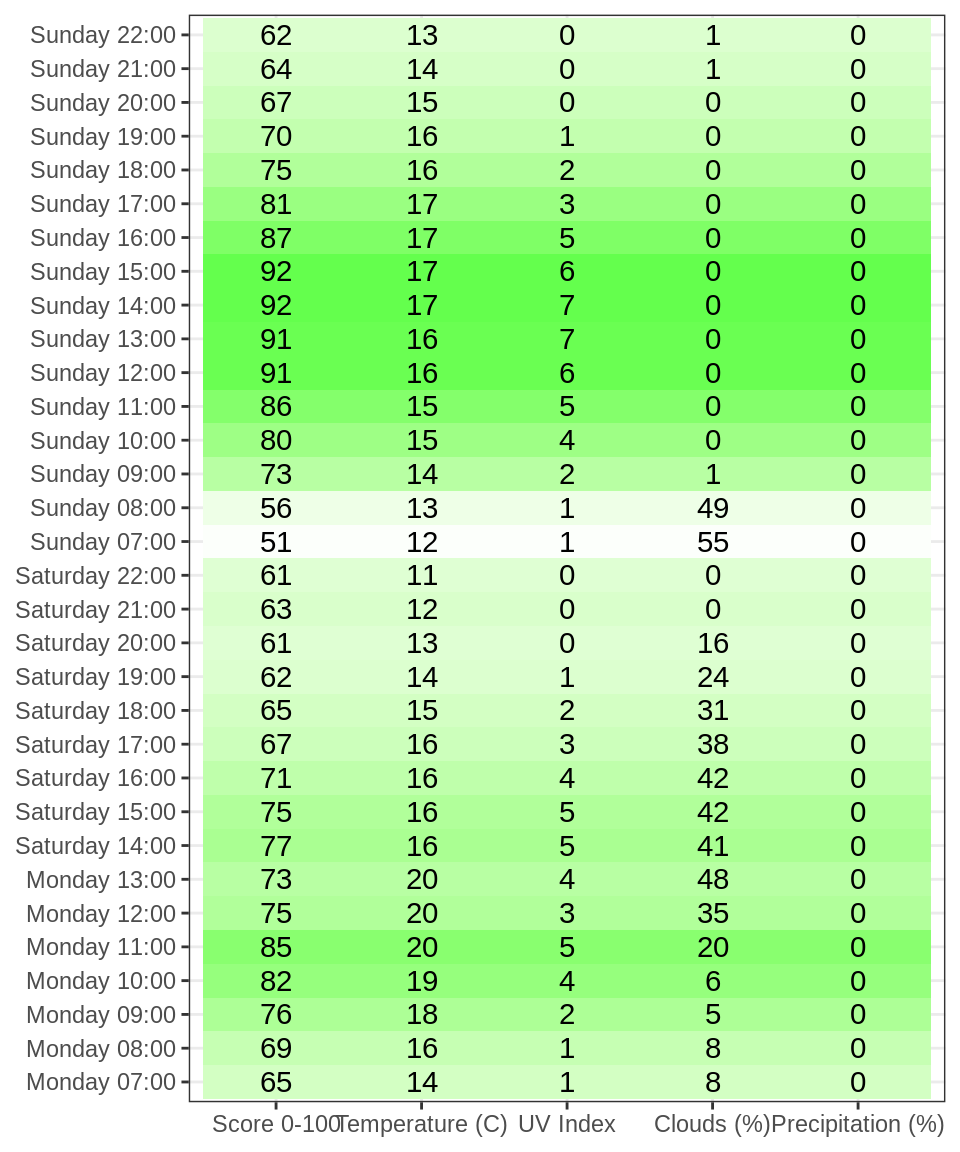 Sunday 22:00 62 13 0 1 0
Sunday 21:00 64 14 0 1 0
Sunday 20:00 67 15 0 0 0
Sunday 19:00 70 16 1 0 0
Sunday 18:00 75 16 2 0 0
Sunday 17:00 81 17 3 0 0
Sunday 16:00 87 17 5 0 0
Sunday 15:00 92 17 6 0 0
Sunday 14:00 92 17 7 0 0
Sunday 13:00 91 16 7 0 0
Sunday 12:00 91 16 6 0 0
Sunday 11:00 86 15 5 0 0
Sunday 10:00 80 15 4 0 0
Sunday 09:00 73 14 2 1 0
Sunday 08:00 56 13 1 49 0
Sunday 07:00 51 12 1 55 0
Saturday 22:00 61 11 0 0 0
Saturday 21:00 63 12 0 0 0
Saturday 20:00 61 13 0 16 0
Saturday 19:00 62 14 1 24 0
Saturday 18:00 65 15 2 31 0
Saturday 17:00 67 16 3 38 0
Saturday 16:00 71 16 4 42 0
Saturday 15:00 75 16 5 42 0
Saturday 14:00 77 16 5 41 0
Monday 13:00 73 20 4 48 0
Monday 12:00 75 20 3 35 0
Monday 11:00 85 20 5 20 0
Monday 10:00 82 19 4 6 0
Monday 09:00 76 18 2 5 0
Monday 08:00 69 16 1 8 0
Monday 07:00 65 14 1 8 0
Score 0-100 Temperature (C) UV Index Clouds (%) Precipitation (%)